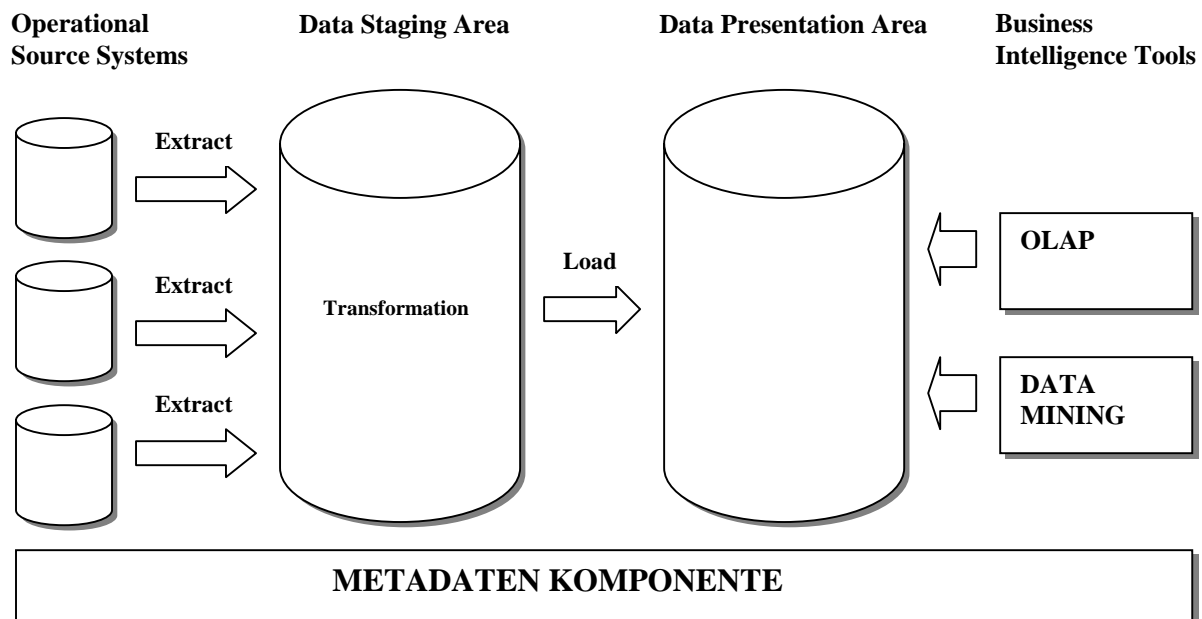 Operational
Source Systems
Data Staging Area
Data Presentation Area
Business
Intelligence Tools
Extract
Extract
Extract
Transformation
Load
OLAP
DATA
MINING
METADATEN KOMPONENTE